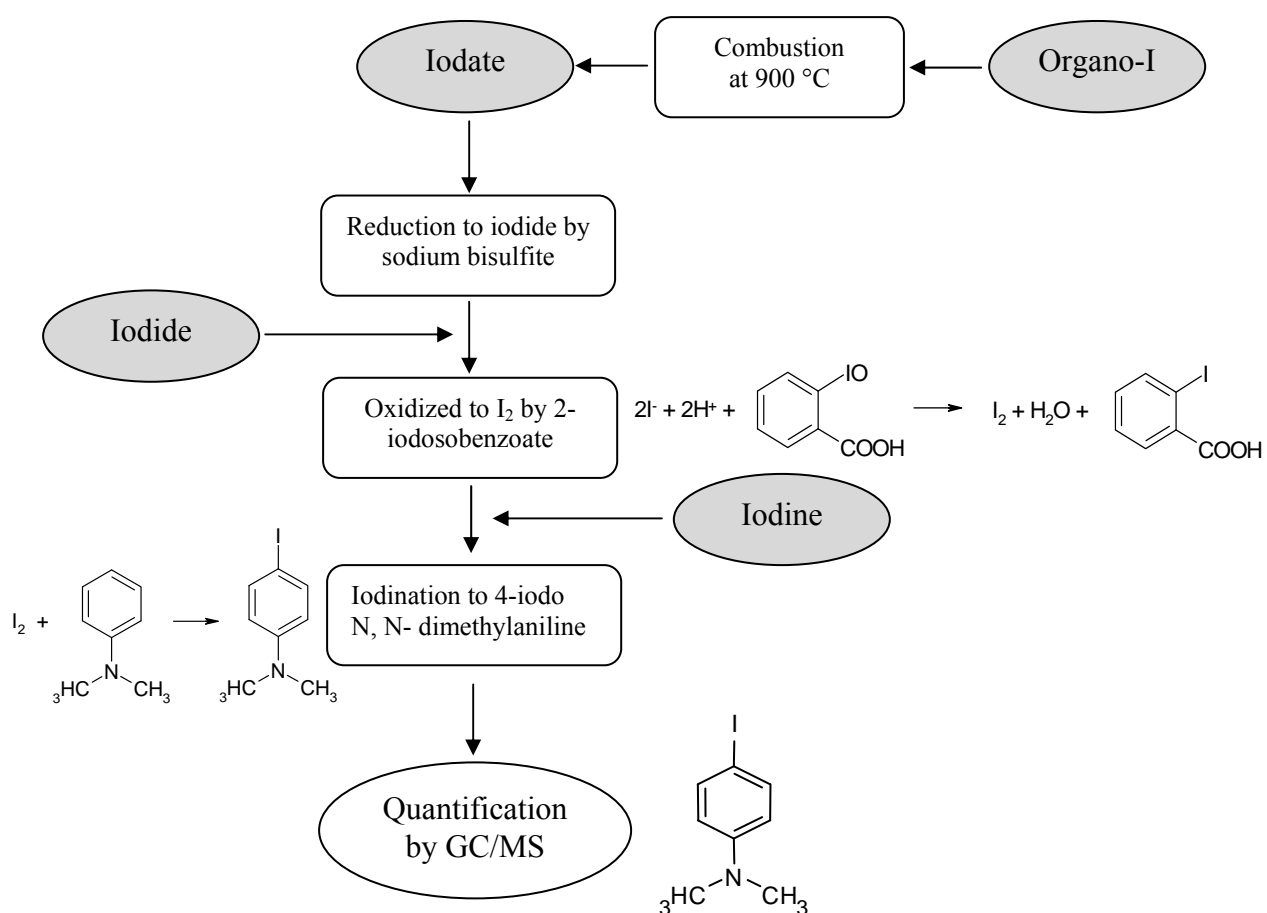 Iodate
Combustion
at 900 °C
Organo-I
Reduction to iodide by
sodium bisulfite
Iodide
Oxidized to I₂ by 2-
iodosobenzoate
2I⁻ + 2H⁺ +
IO
COOH
I₂ + H₂O +
I
COOH
Iodine
I₂ +
N
₃HC
CH₃
I
N
₃HC
CH₃
Iodination to 4-iodo
N, N- dimethylaniline
Quantification
by GC/MS
I
N
₃HC
CH₃